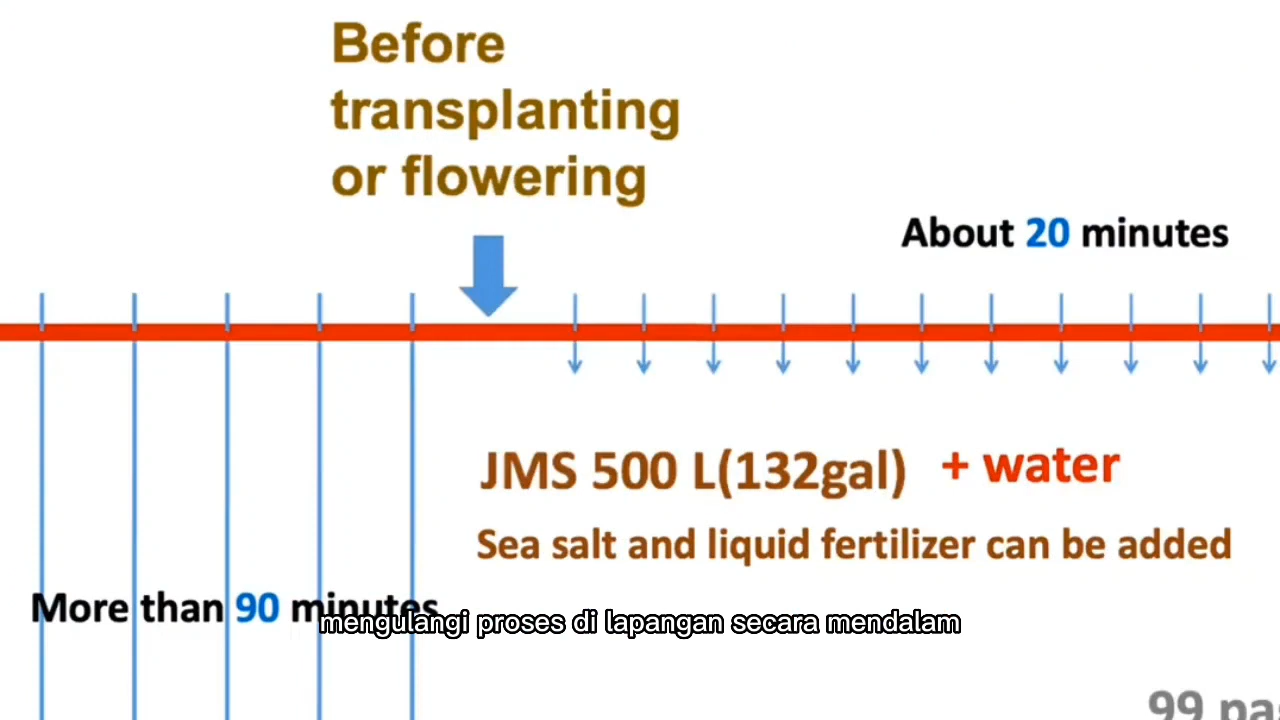 Before
transplanting
or flowering
About 20 minutes
JMS 500 L(132gal) + water
Sea salt and liquid fertilizer can be added
More than 90 minutes
mengulangi proses di lapangan secara mendalam
99